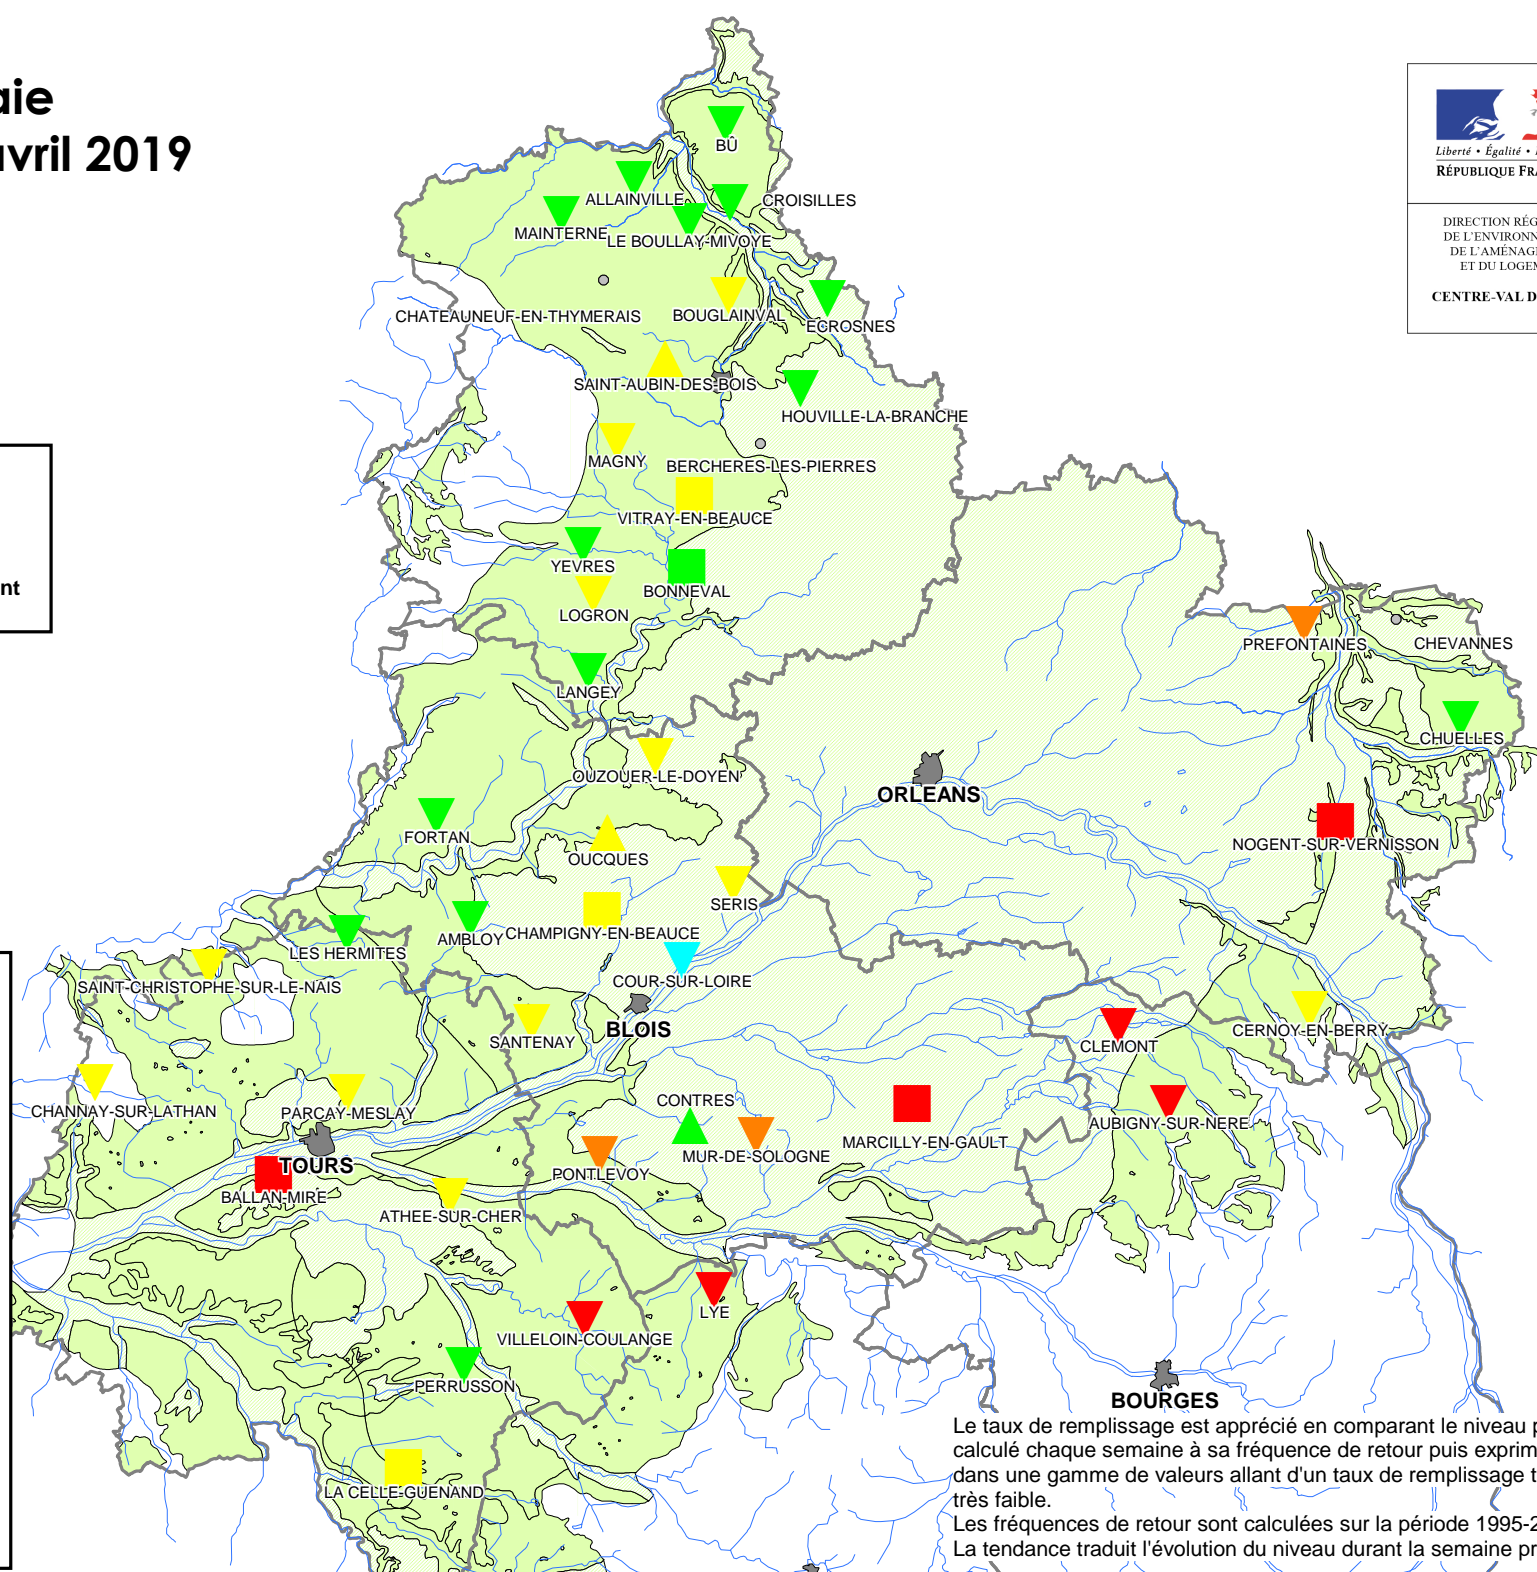 aie
avril 2019
Liberté • Égalité •
RÉPUBLIQUE FRA
DIRECTION RÉG
DE L'ENVIRONN
DE L'AMÉNAG
ET DU LOGEM
CENTRE-VAL D
nt
BÛ
ALLAINVILLE
CROISILLES
MAINTERNE
LE BOULLAY-MIVOYE
CHATEAUNEUF-EN-THYMERAIS
BOUGLAINVAL
ECROSNES
SAINT-AUBIN-DES-BOIS
HOUVILLE-LA-BRANCHE
MAGNY
BERCHERES-LES-PIERRES
VITRAY-EN-BEAUCE
YEVRES
BONNEVAL
LOGRON
PREFONTAINES
CHEVANNES
LANGEY
CHUELLES
OUZOUER-LE-DOYEN
ORLEANS
FORTAN
OUCQUES
NOGENT-SUR-VERNISSON
SERIS
LES HERMITES
AMBLOY
CHAMPIGNY-EN-BEAUCE
SAINT-CHRISTOPHE-SUR-LE-NAIS
COUR-SUR-LOIRE
BLOIS
SANTENAY
CLEMONT
CERNOY-EN-BERRY
CHANNAY-SUR-LATHAN
PARCAY-MESLAY
CONTRES
MARCILLY-EN-GAULT
AUBIGNY-SUR-NERE
MUR-DE-SOLOGNE
TOURS
PONTLEVOY
BALLAN-MIRE
ATHEE-SUR-CHER
LYE
VILLELOIN-COULANGE
PERRUSSON
BOURGES
LA CELLE-GUENAND
Le taux de remplissage est apprécié en comparant le niveau p
calculé chaque semaine à sa fréquence de retour puis exprim
dans une gamme de valeurs allant d'un taux de remplissage t
très faible.
Les fréquences de retour sont calculées sur la période 1995-2
La tendance traduit l'évolution du niveau durant la semaine pr